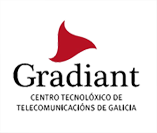 Gradiant
CENTRO TECNOLÓXICO DE
TELECOMUNICACIÓNS DE GALICIA